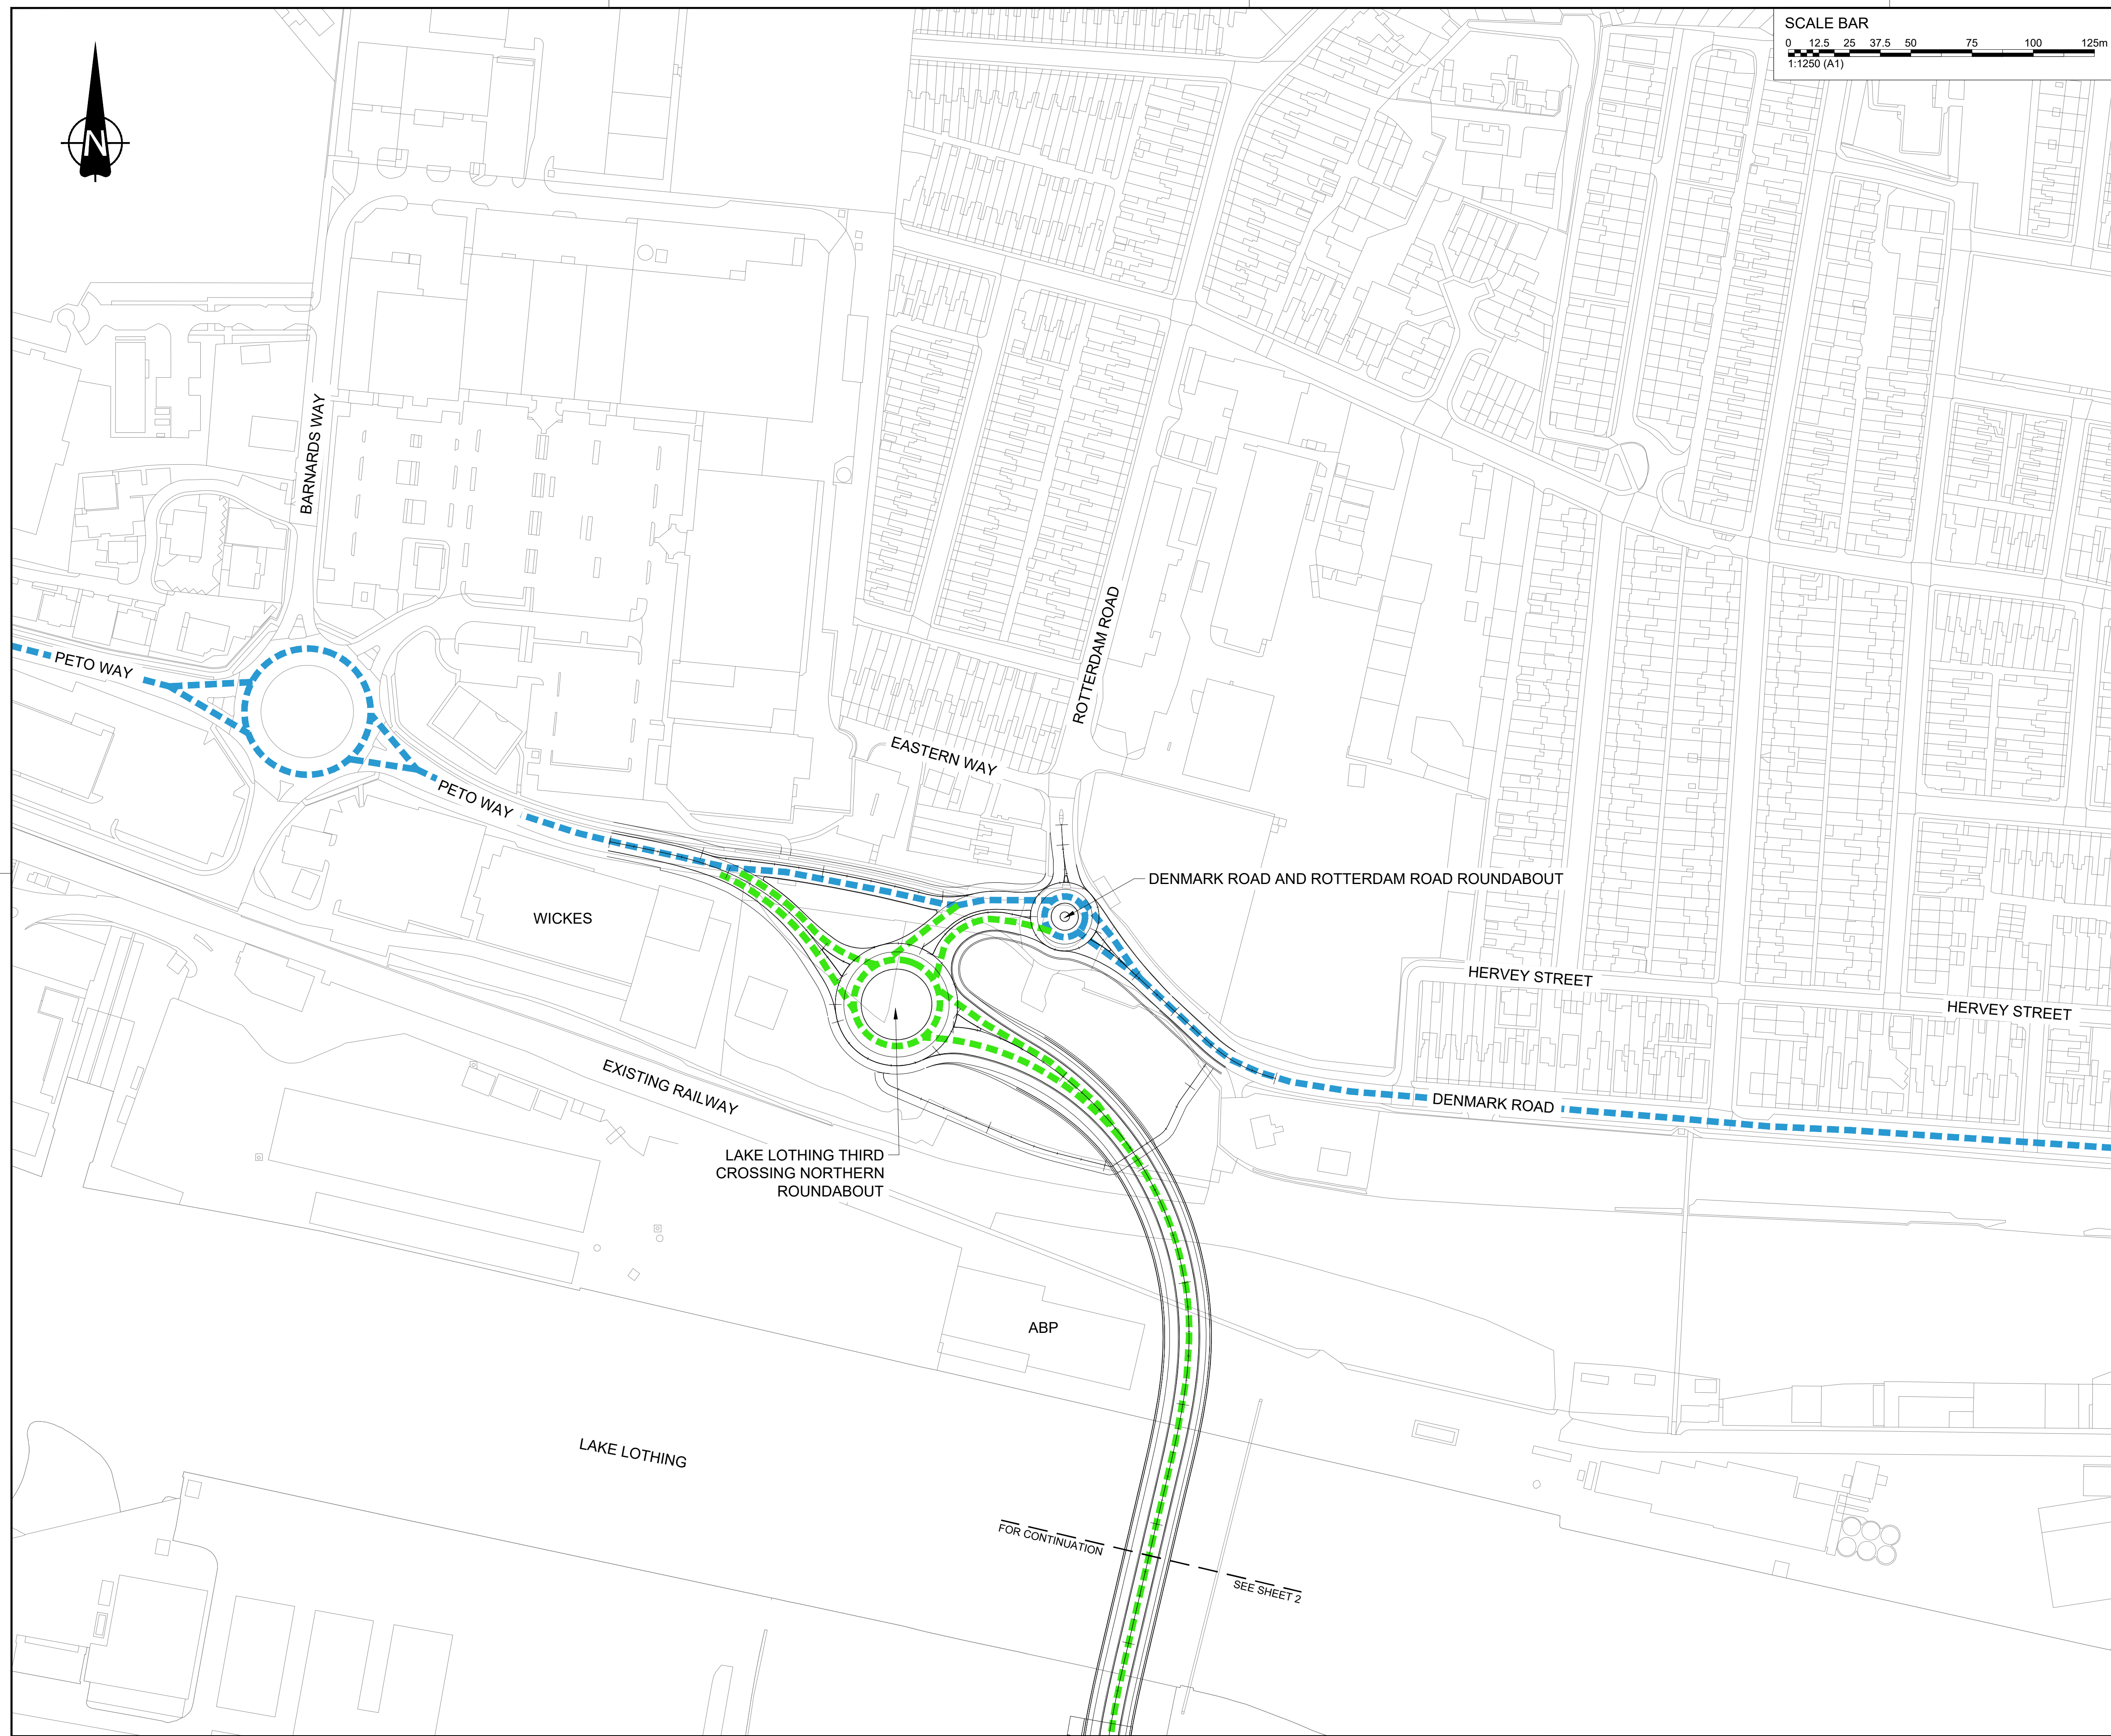 SCALE BAR
0 12.5 25 37.5 50 75 100 125m
1:1250 (A1)
N
BARNARDS WAY
ROTTERDAM ROAD
PETO WAY
EASTERN WAY
PETO WAY
DENMARK ROAD AND ROTTERDAM ROAD ROUNDABOUT
WICKES
HERVEY STREET
HERVEY STREET
EXISTING RAILWAY
DENMARK ROAD
LAKE LOTHING THIRD
CROSSING NORTHERN
ROUNDABOUT
ABP
LAKE LOTHING
FOR CONTINUATION
SEE SHEET 2